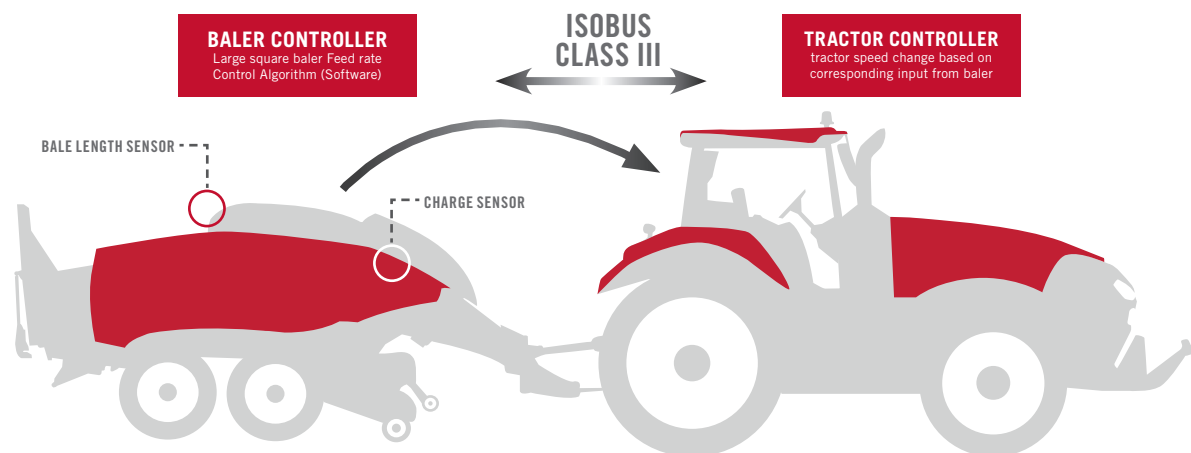 BALER CONTROLLER
Large square baler Feed rate
Control Algorithm (Software)
ISOBUS
CLASS III
TRACTOR CONTROLLER
tractor speed change based on
corresponding input from baler
BALE LENGTH SENSOR
CHARGE SENSOR